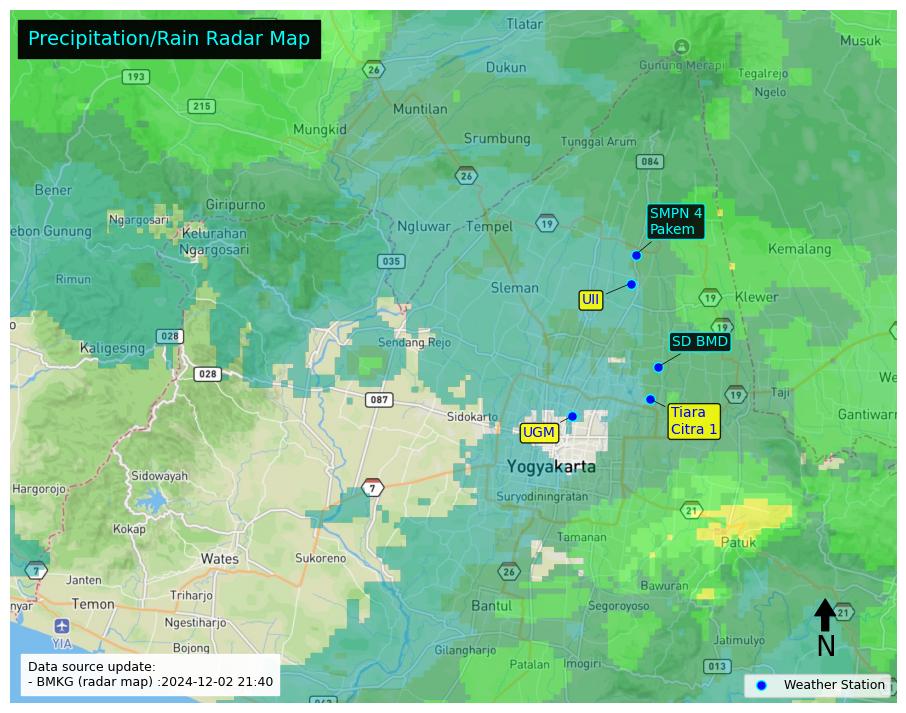 Precipitation/Rain Radar Map
Tlatar
Musuk
Gunung Merapi
26
193
Dukun
Tegalrejo
Ngelo
215
Muntilan
Mungkid
Srumbung
Tunggal Arum
084
26
Bener
Giripurno
SMPN 4
Pakem
Ngargosari
Ngluwar
Tempel
19
ebon Gunung
Kelurahan
Ngargosari
Kemalang
035
Rimun
Sleman
UII
19
Klewer
o
19
028
Kaligesing
Sendang Rejo
SD BMD
028
We
087
19
Taji
Sidokarto
Tiara
Citra 1
Gantiwarn
UGM
Yogyakarta
Sidowayah
Hargorojo
7
Suryodiningratan
21
Kokap
Tamanan
Patuk
Wates
Sukoreno
7
26
Janten
Bawuran
nyar
Temon
Triharjo
Bantul
Segoroyoso
21
Ngestiharjo
YIA
N
Bojong
Gilangharjo
Jatimulyo
Data source update:
- BMKG (radar map) :2024-12-02 21:40
Patalan
Imogiri
013
Weather Station